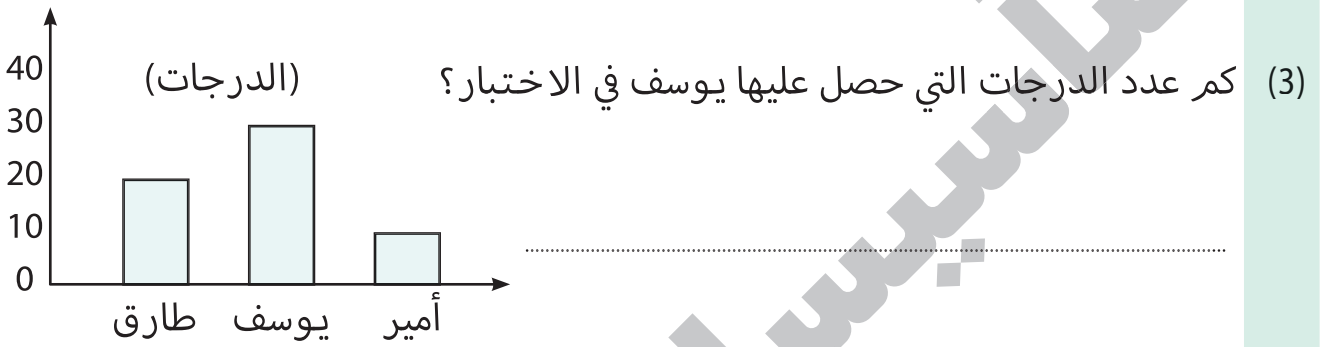 (3) كم عدد الدرجات التي حصل عليها يوسف في الاختبار؟
(الدرجات)
40
30
20
10
0
طارق يوسف أمير